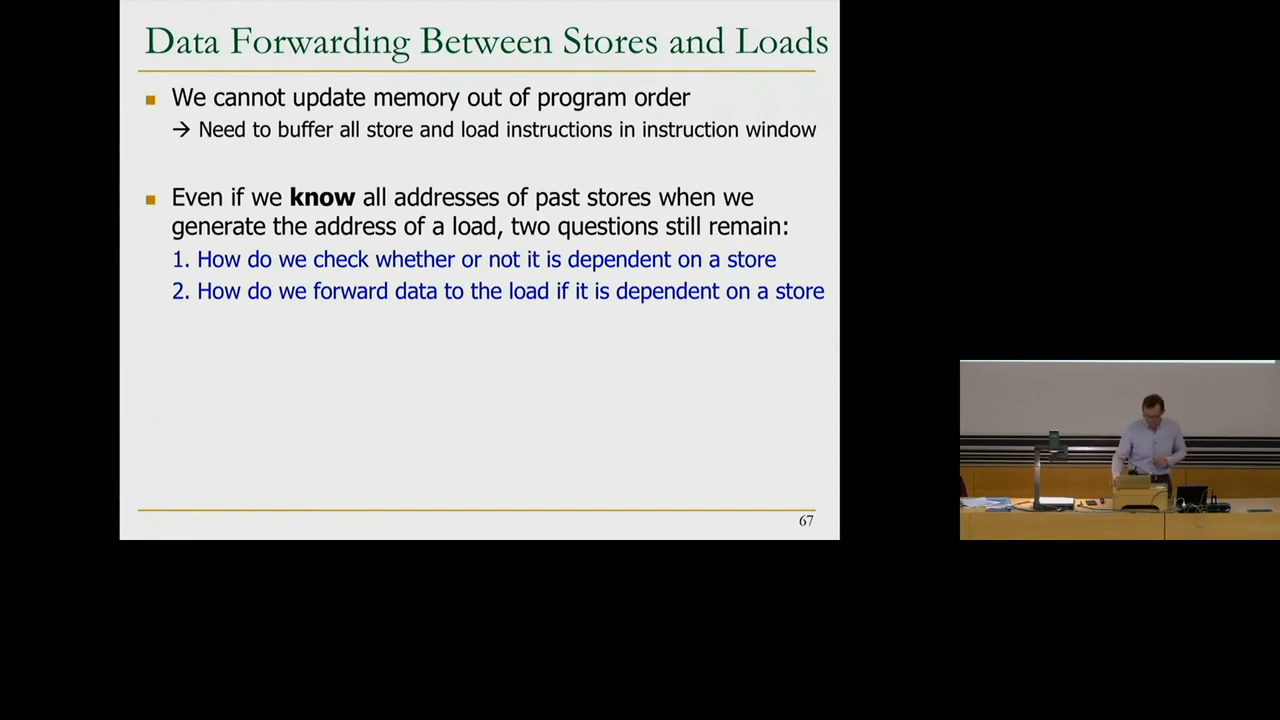 Data Forwarding Between Stores and Loads
We cannot update memory out of program order
→ Need to buffer all store and load instructions in instruction window
Even if we know all addresses of past stores when we
generate the address of a load, two questions still remain:
1. How do we check whether or not it is dependent on a store
2. How do we forward data to the load if it is dependent on a store
67